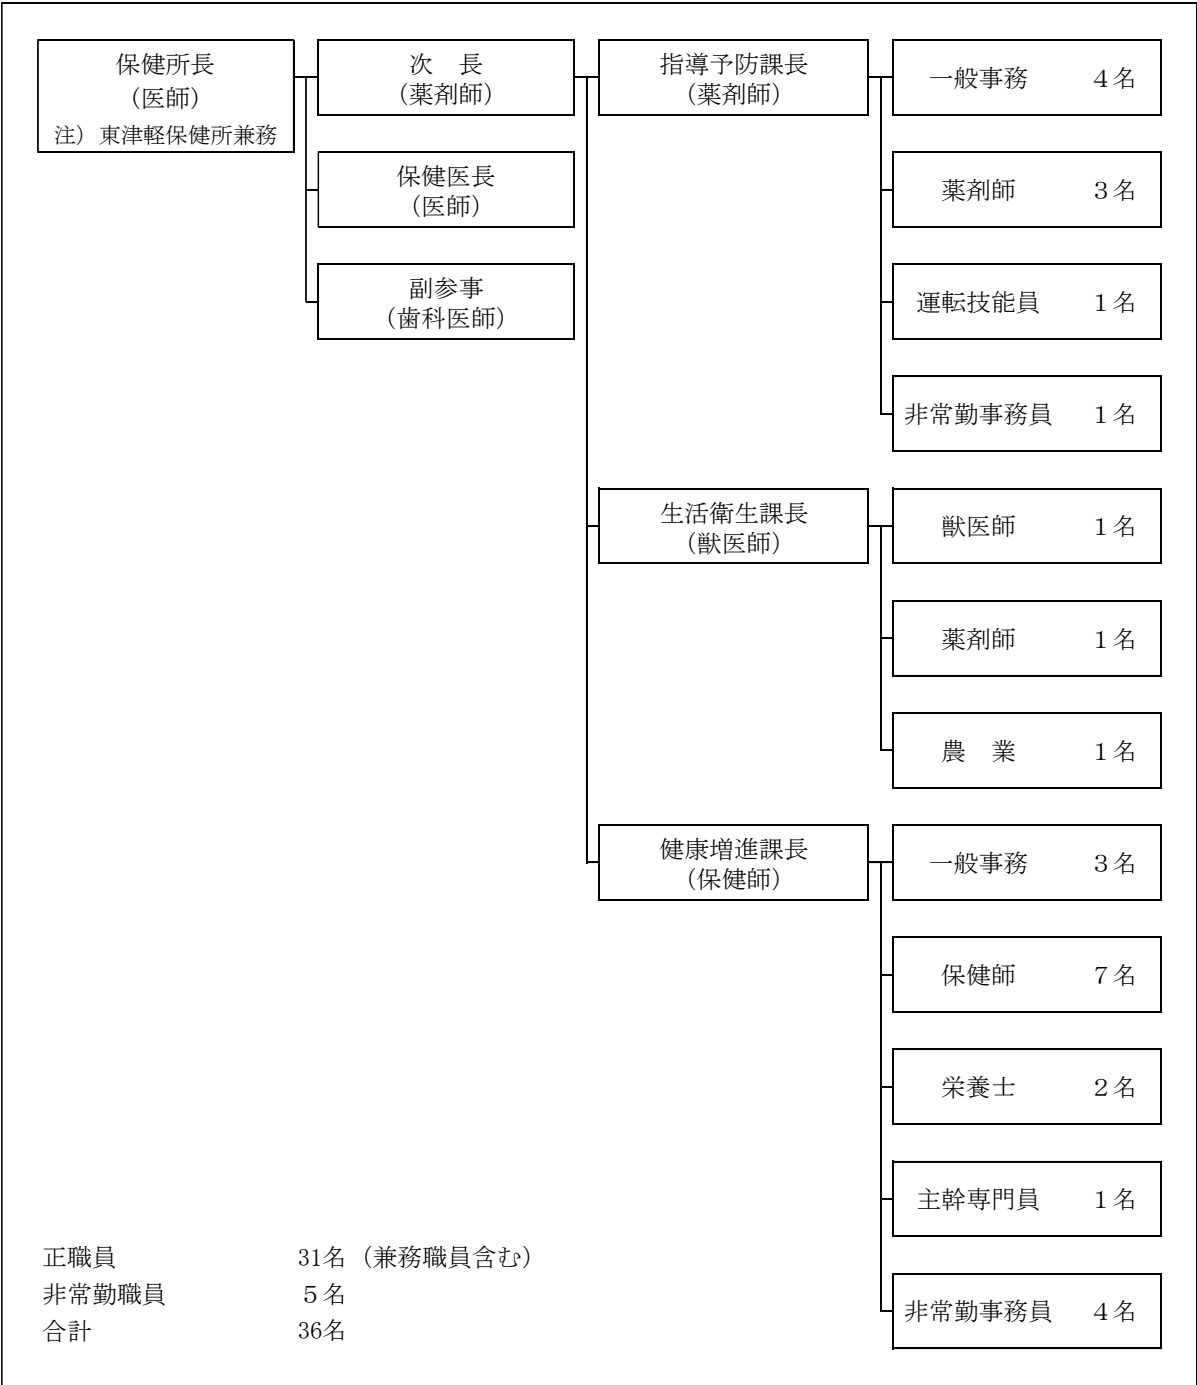 保健所長
（医師）
注）東津軽保健所兼務
次　長
（薬剤師）
保健医長
（医師）
副参事
（歯科医師）
指導予防課長
（薬剤師）
一般事務　４名
薬剤師　３名
運転技能員　１名
非常勤事務員　１名
生活衛生課長
（獣医師）
獣医師　１名
薬剤師　１名
農　業　１名
健康増進課長
（保健師）
一般事務　３名
保健師　７名
栄養士　２名
主幹専門員　１名
非常勤事務員　４名
正職員　31名（兼務職員含む）
非常勤職員　５名
合計　36名